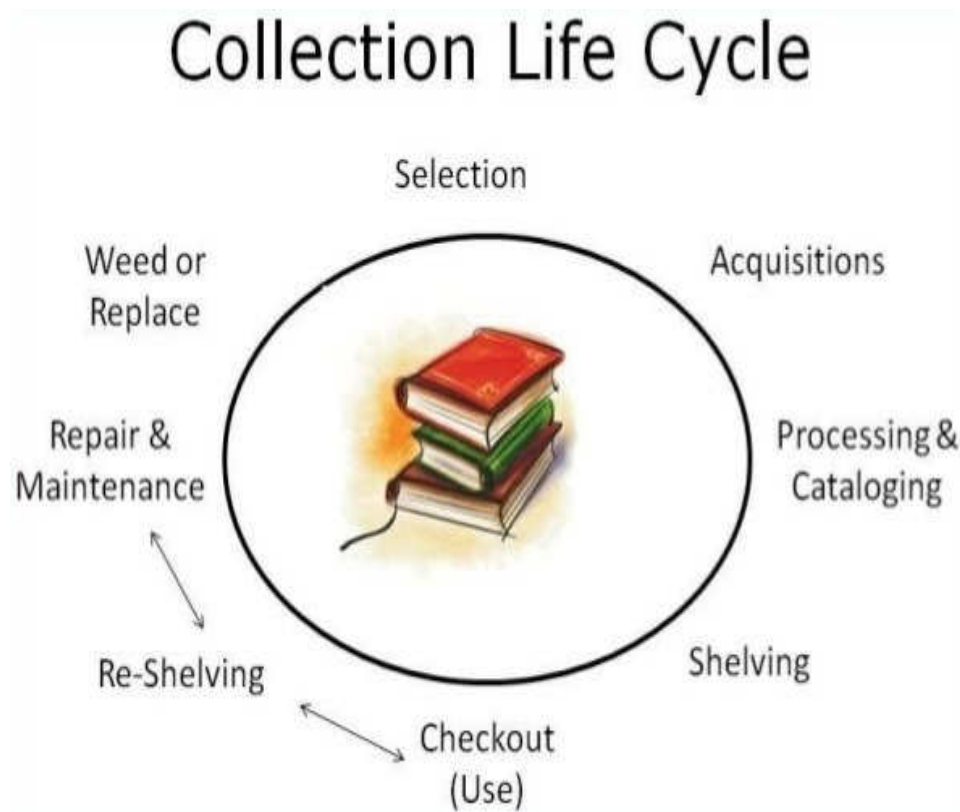 Collection Life Cycle
Selection
Acquisitions
Processing &
Cataloging
Shelving
Checkout
(Use)
Re-Shelving
Repair &
Maintenance
Weed or
Replace